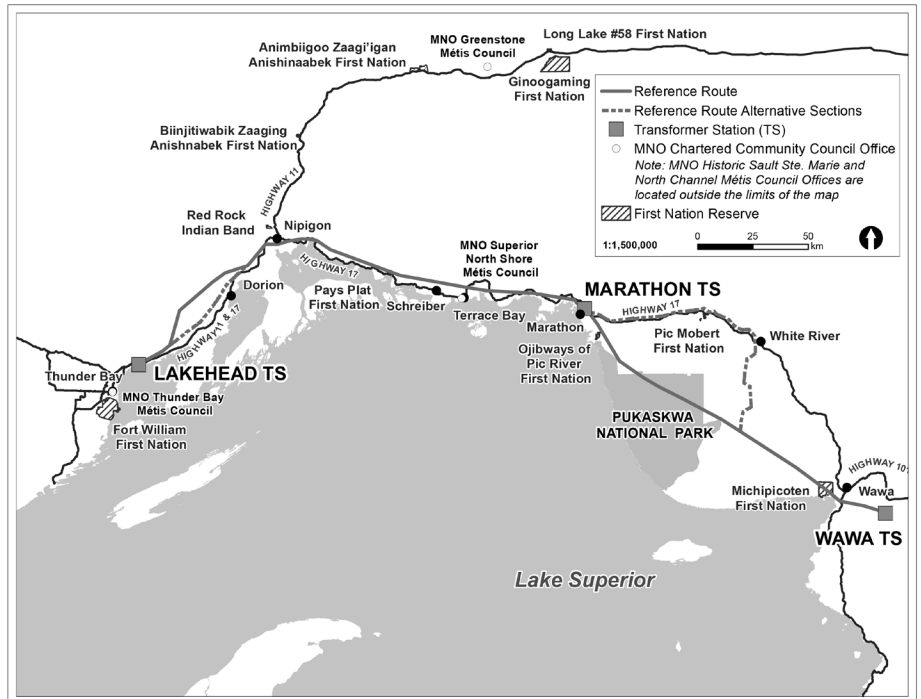 Long Lake #58 First Nation
MNO Greenstone
Métis Council
Animbiigoo Zaagi'igan
Anishinaabek First Nation
Ginoogaming
First Nation
Reference Route
Reference Route Alternative Sections
Transformer Station (TS)
MNO Chartered Community Council Office
Note: MNO Historic Sault Ste. Marie and
North Channel Métis Council Offices are
located outside the limits of the map
First Nation Reserve
1:1,500,000
0 25 50
km
Biinjitiwabik Zaaging
Anishnabek First Nation
HIGHWAY 11
Red Rock
Indian Band
Nipigon
HIGHWAY 17
MNO Superior
North Shore
Métis Council
Dorion
Pays Plat
First Nation
Schreiber
Terrace Bay
MARATHON TS
Marathon
HIGHWAY 17
Pic Mobert
First Nation
White River
HIGHWAY 11 & 17
Ojibways of
Pic River
First Nation
Thunder Bay
LAKEHEAD TS
MNO Thunder Bay
Métis Council
Fort William
First Nation
PUKASKWA
NATIONAL PARK
HIGHWAY 101
Michipicoten
First Nation
Wawa
WAWA TS
Lake Superior